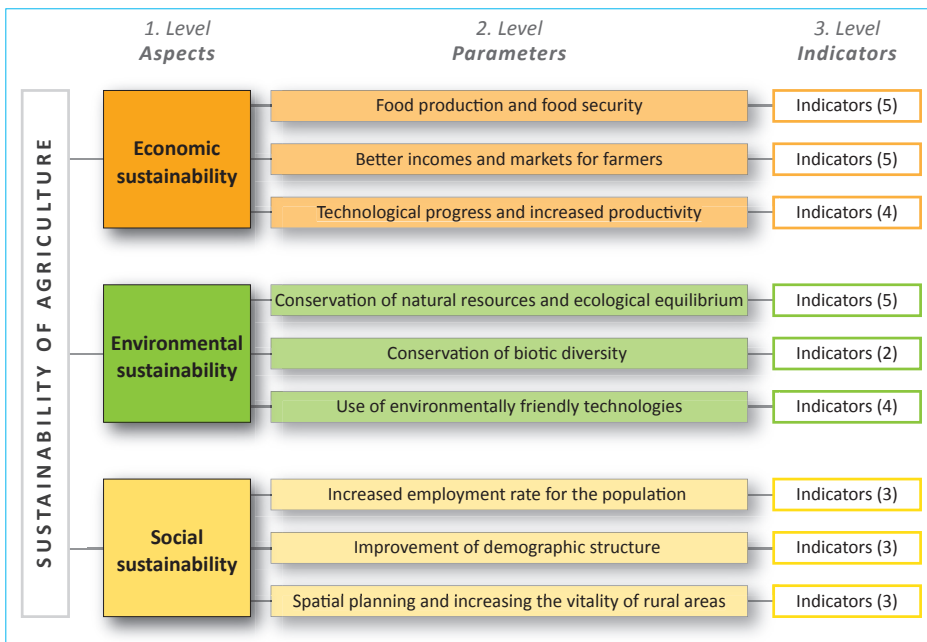 1. Level
Aspects
2. Level
Parameters
3. Level
Indicators
SUSTAINABILITY OF AGRICULTURE
Economic
sustainability
Food production and food security
Indicators (5)
Better incomes and markets for farmers
Indicators (5)
Technological progress and increased productivity
Indicators (4)
Environmental
sustainability
Conservation of natural resources and ecological equilibrium
Indicators (5)
Conservation of biotic diversity
Indicators (2)
Use of environmentally friendly technologies
Indicators (4)
Social
sustainability
Increased employment rate for the population
Indicators (3)
Improvement of demographic structure
Indicators (3)
Spatial planning and increasing the vitality of rural areas
Indicators (3)